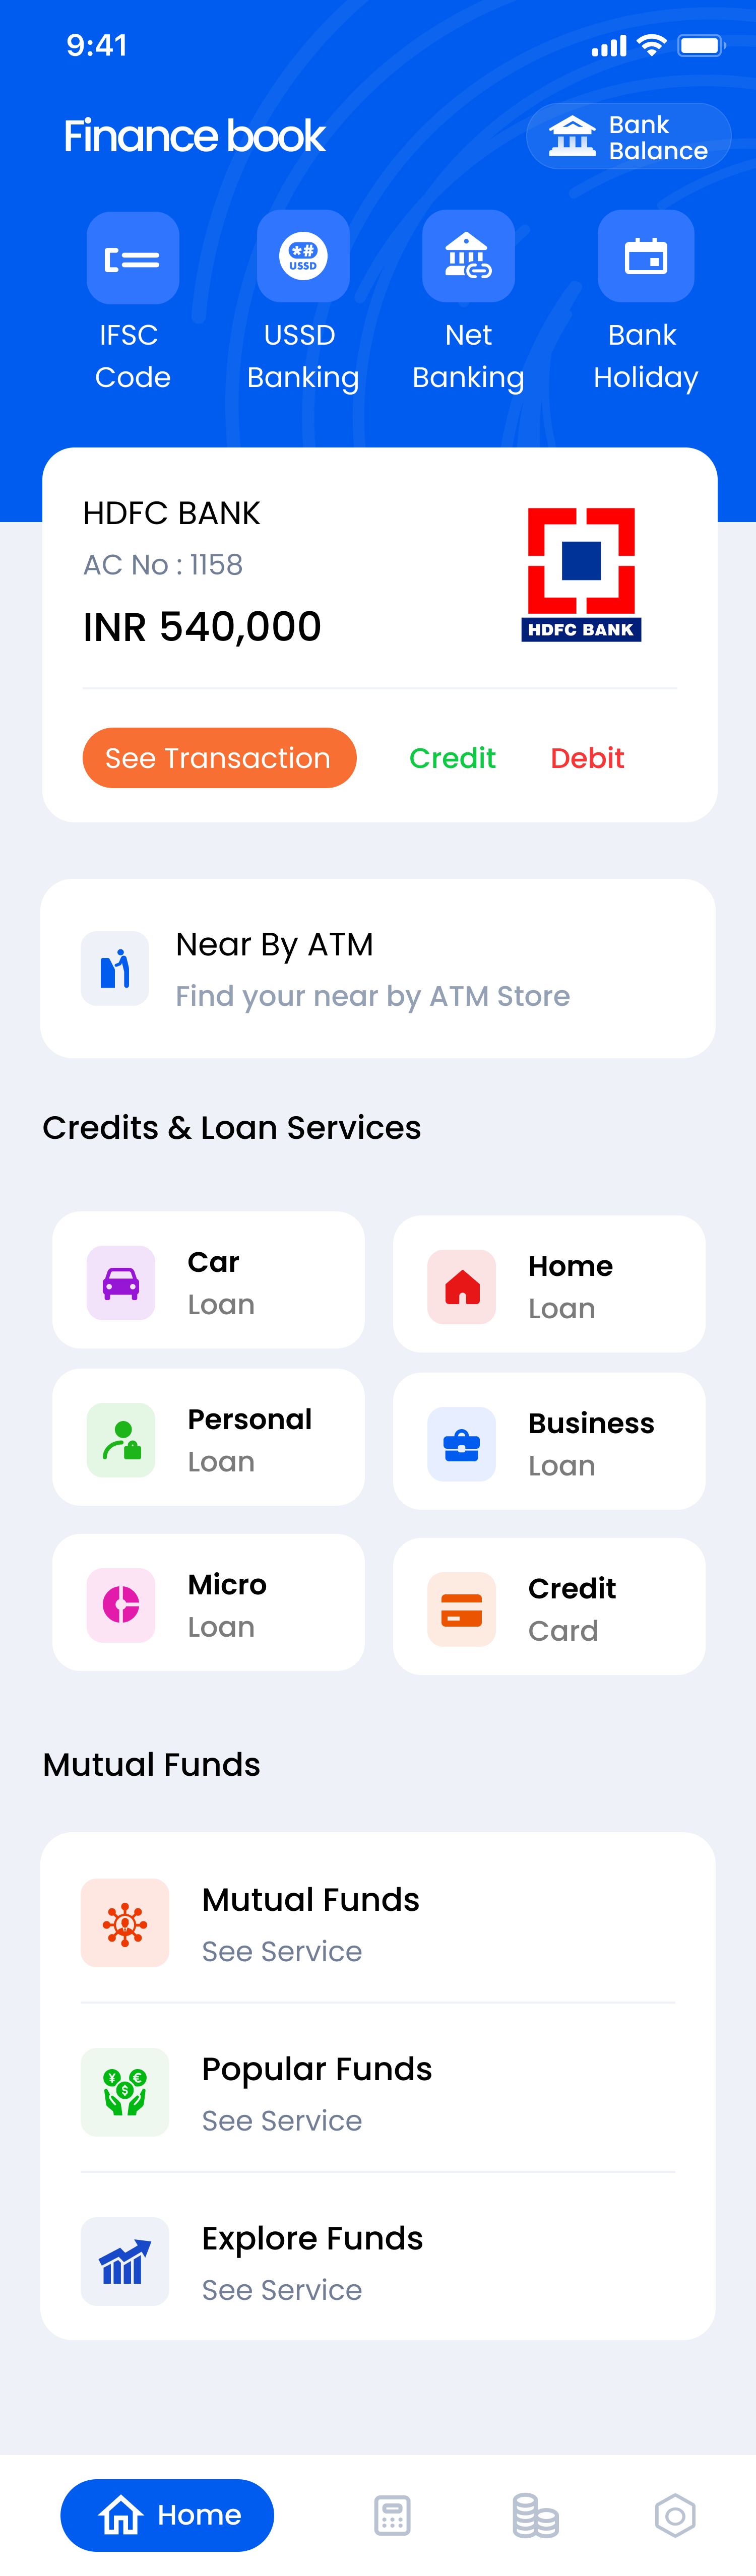 9:41
Finance book
Bank
Balance
*#
USSD
IFSC
Code
USSD
Banking
Net
Banking
Bank
Holiday
HDFC BANK
AC No : 1158
INR 540,000
HDFC BANK
See Transaction
Credit
Debit
Near By ATM
Find your near by ATM Store
Credits & Loan Services
Car
Loan
Home
Loan
Personal
Loan
Business
Loan
Micro
Loan
Credit
Card
Mutual Funds
Mutual Funds
See Service
¥ € $
Popular Funds
See Service
Explore Funds
See Service
Home